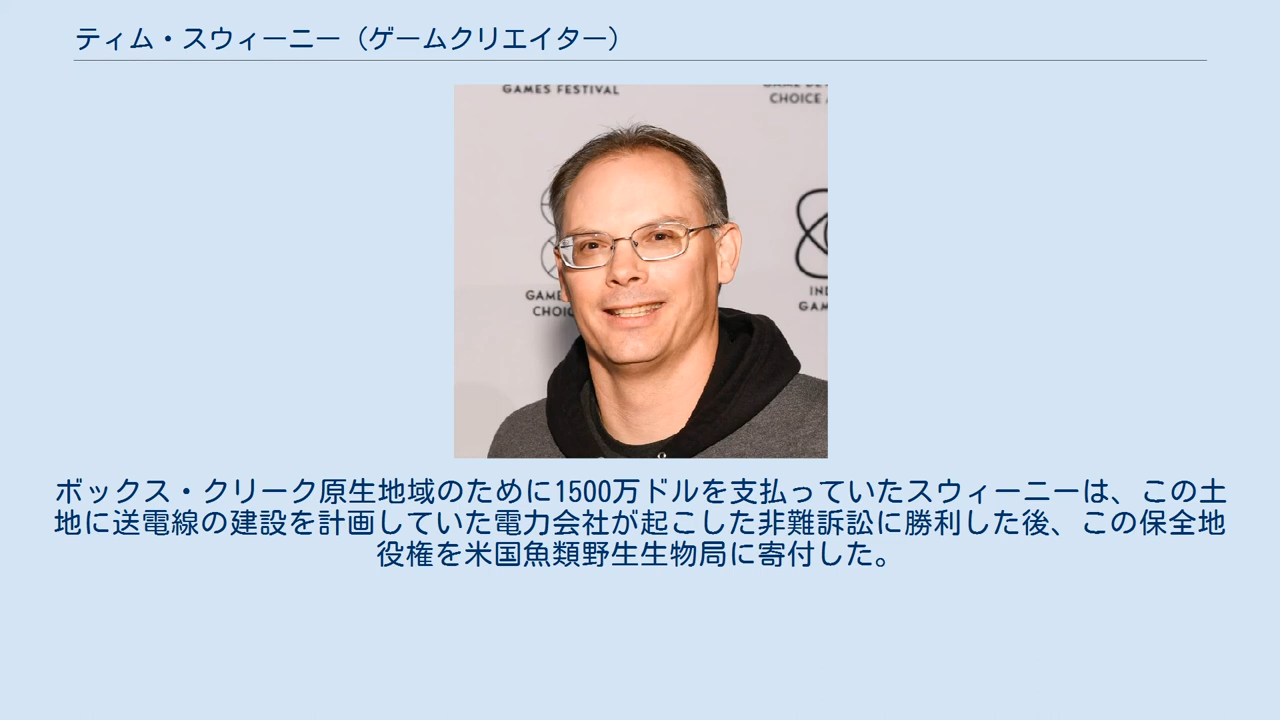 ティム・スウィーニー（ゲームクリエイター）
GAMES FESTIVAL
CHOICE
GAME
CHOIC
IND
GAM
ボックス・クリーク原生地域のために1500万ドルを支払っていたスウィーニーは、この土
地に送電線の建設を計画していた電力会社が起こした非難訴訟に勝利した後、この保全地
役権を米国魚類野生生物局に寄付した。